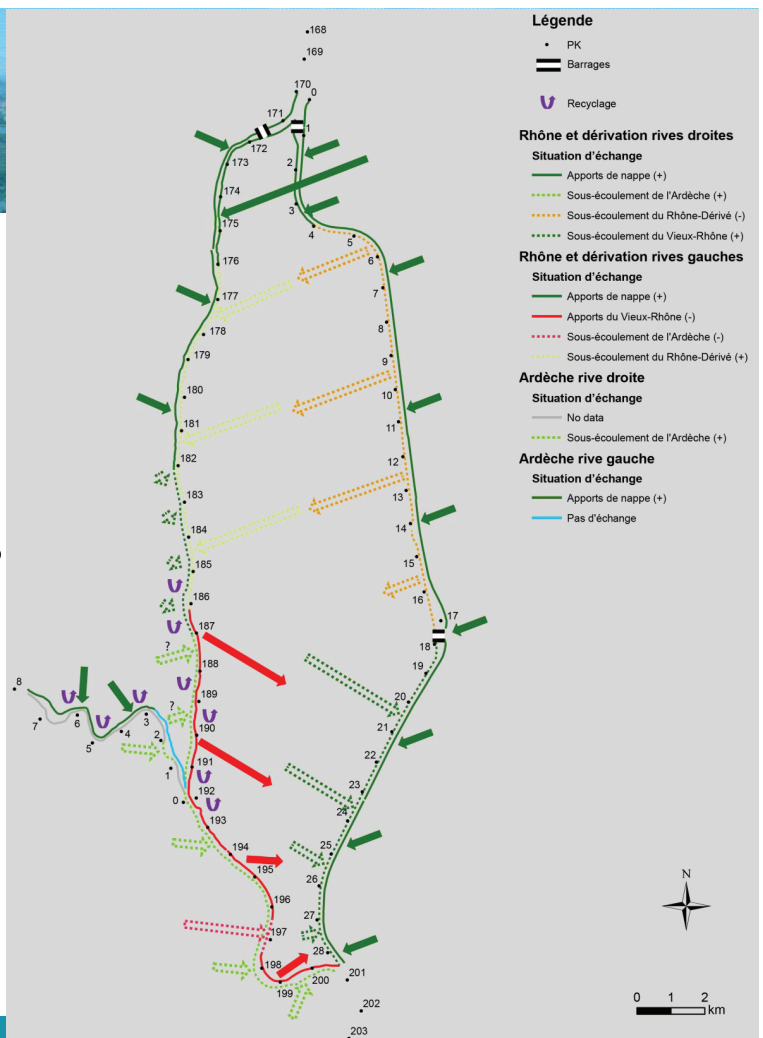 Légende
PK
Barrages
Recyclage
Rhône et dérivation rives droites
Situation d'échange
Apports de nappe (+)
Sous-écoulement de l'Ardèche (+)
Sous-écoulement du Rhône-Dérivé (-)
Sous-écoulement du Vieux-Rhône (+)
Rhône et dérivation rives gauches
Situation d'échange
Apports de nappe (+)
Apports du Vieux-Rhône (-)
Sous-écoulement de l'Ardèche (-)
Sous-écoulement du Rhône-Dérivé (+)
Ardèche rive droite
Situation d'échange
No data
Sous-écoulement de l'Ardèche (+)
Ardèche rive gauche
Situation d'échange
Apports de nappe (+)
Pas d'échange
168
169
170
0
171
1
172
173
2
174
3
175
4
5
176
6
177
7
178
8
179
9
180
10
181
11
182
12
183
13
184
14
185
15
186
16
187
17
18
?
188
19
8
189
20
7
6
5
4
3
2
?
190
21
1
191
22
0
192
23
193
24
194
25
195
26
196
27
197
28
198
199
200
201
202
203
N
0 1 2
km